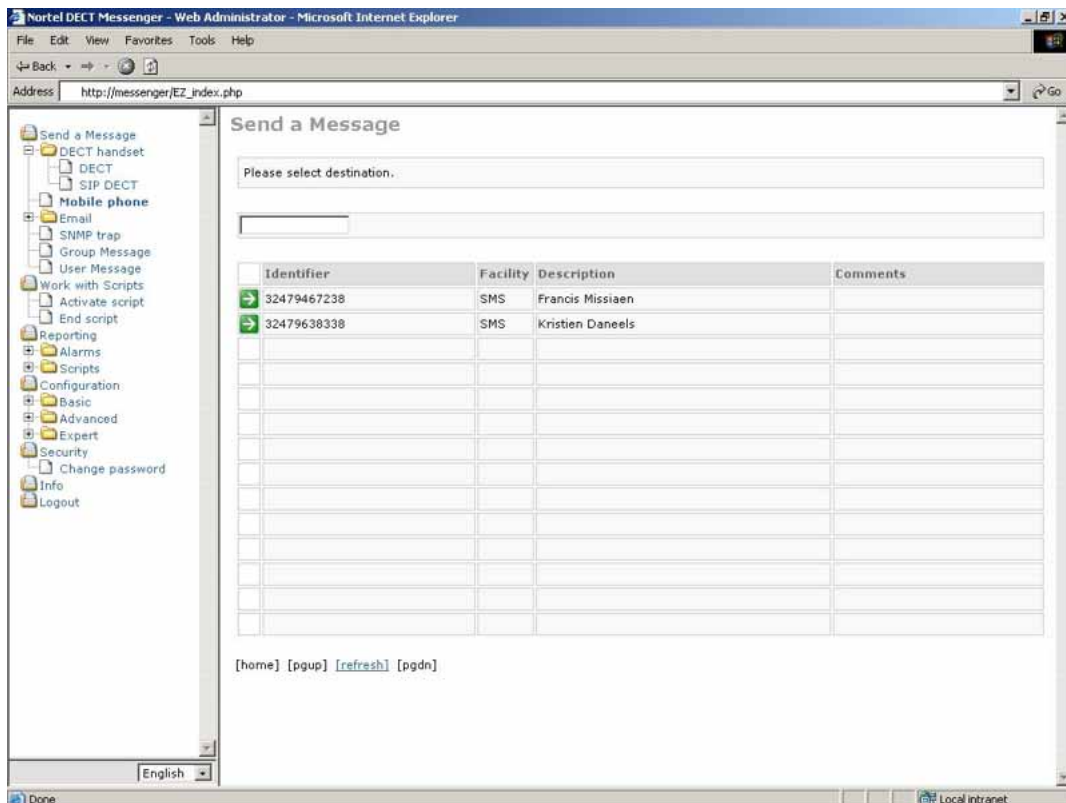 Nortel DECT Messenger - Web Administrator - Microsoft Internet Explorer
File Edit View Favorites Tools Help
Back
Address http://messenger/EZ_index.php Go
Send a Message
DECT handset
DECT
SIP DECT
Mobile phone
Email
SNMP trap
Group Message
User Message
Work with Scripts
Activate script
End script
Reporting
Alarms
Scripts
Configuration
Basic
Advanced
Expert
Security
Change password
Info
Logout
English
Send a Message
Please select destination.
Identifier Facility Description Comments
32479467238 SMS Francis Missiaen
32479638338 SMS Kristien Daneels
[home] [pgup] [refresh] [pgdn]
Done Local intranet